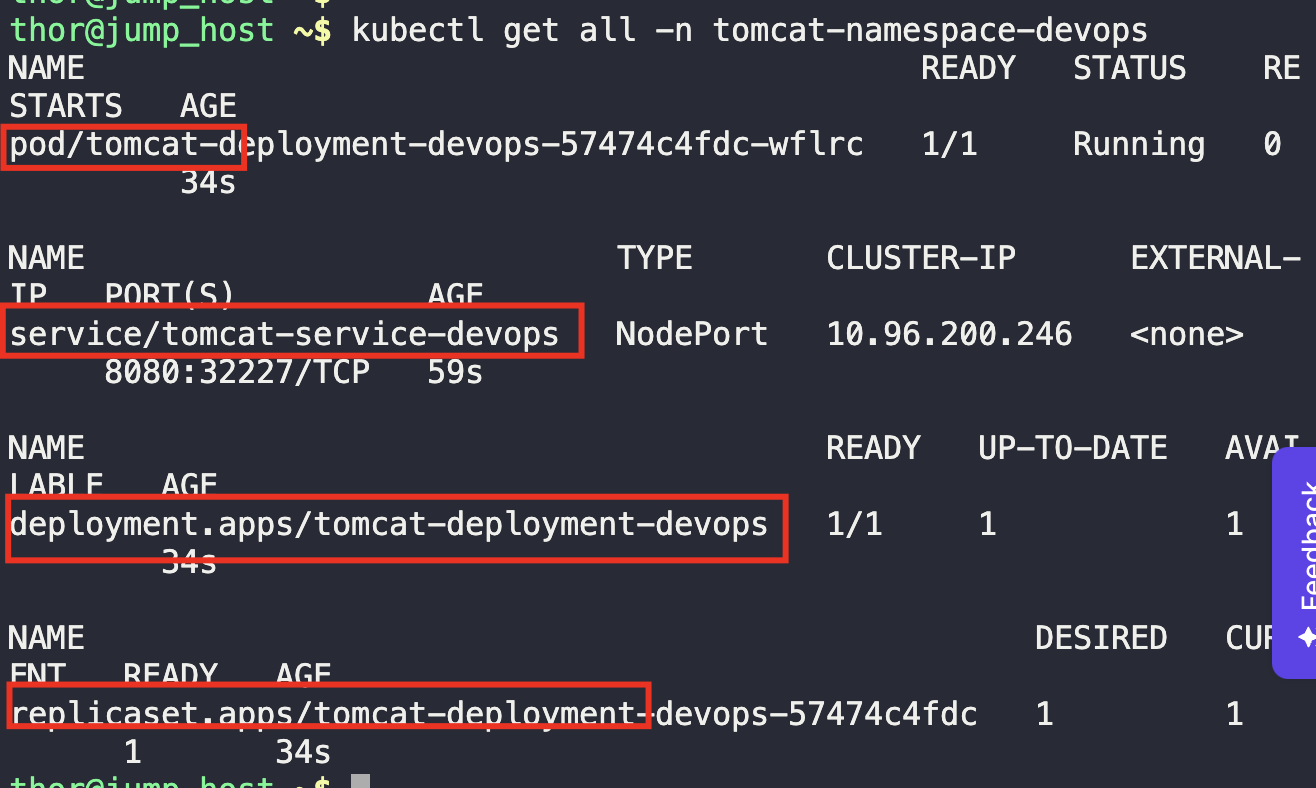 thor@jump_host ~$
thor@jump_host ~$ kubectl get all -n tomcat-namespace-devops
NAME READY STATUS RE
STARTS AGE
pod/tomcat-deployment-devops-57474c4fdc-wflrc 1/1 Running 0
34s
NAME TYPE CLUSTER-IP EXTERNAL-
IP PORT(S) AGE
service/tomcat-service-devops NodePort 10.96.200.246 <none>
8080:32227/TCP 59s
NAME READY UP-TO-DATE AVAI
LABLE AGE
deployment.apps/tomcat-deployment-devops 1/1 1 1
34s
NAME DESIRED CUR
ENT READY AGE
replicaset.apps/tomcat-deployment-devops-57474c4fdc 1 1
1 34s
thor@jump_host ~$
Feedback